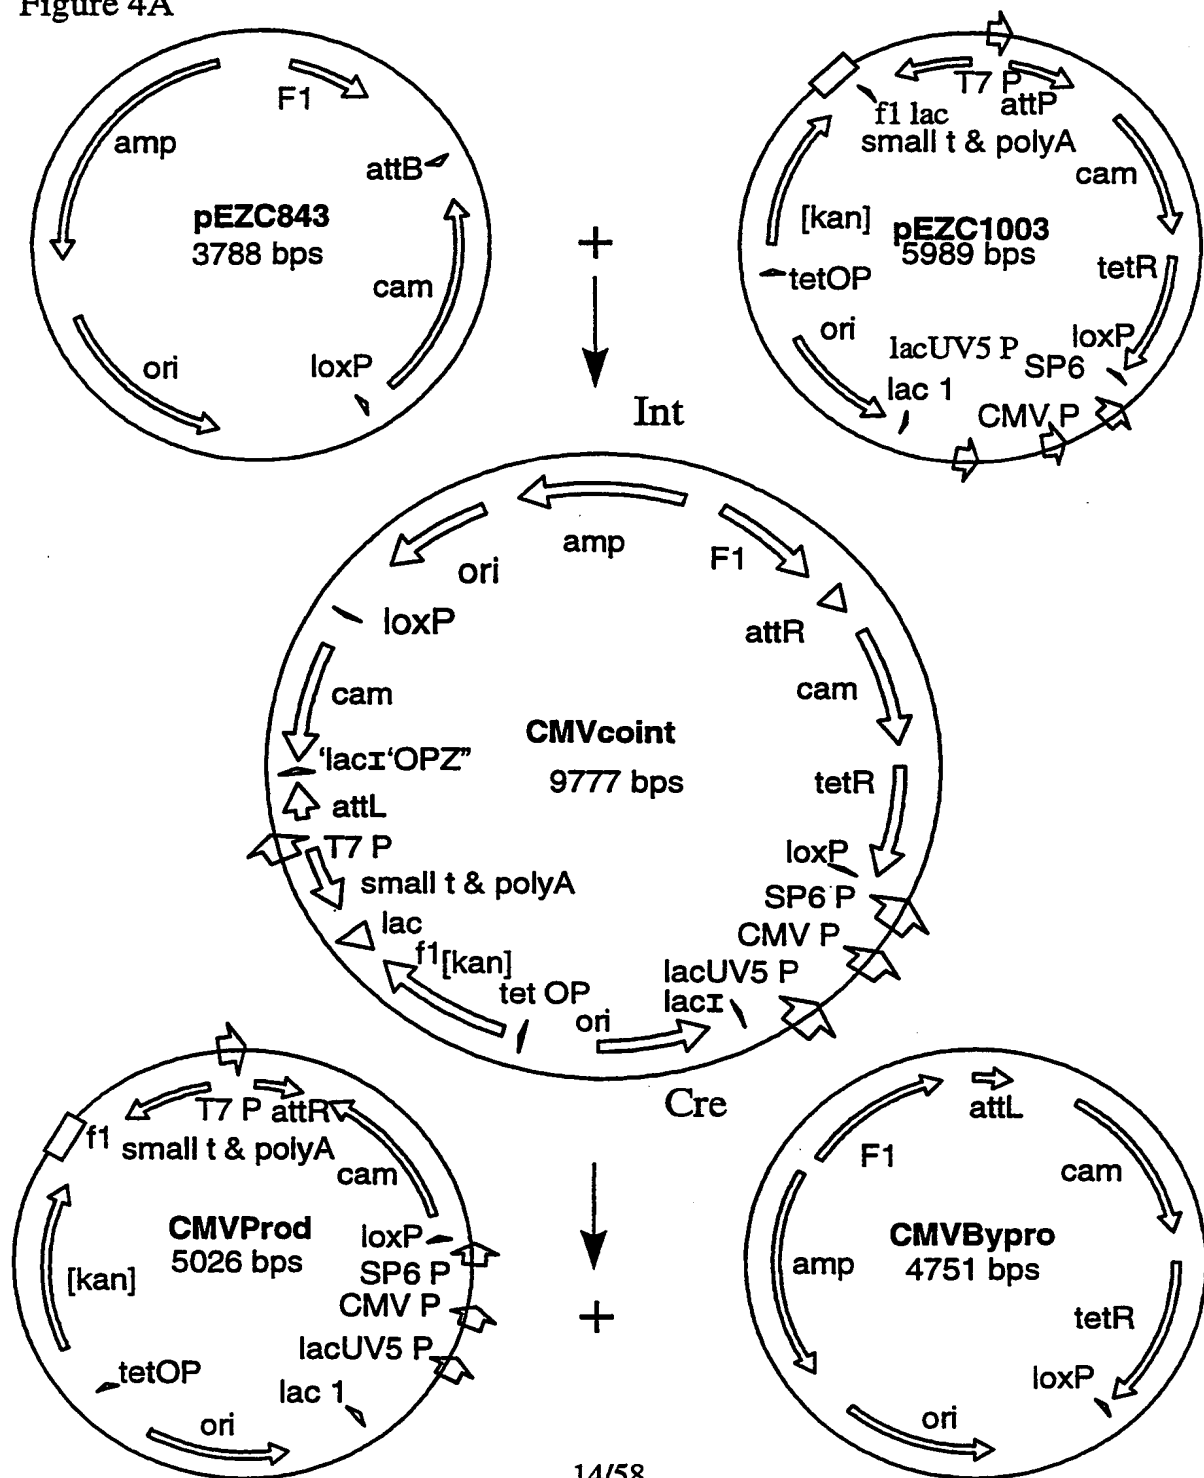 Figure 4A
F1
amp
attB
pEZC843
3788 bps
cam
loxP
ori
+
Int
T7 P
attP
f1 lac
small t & polyA
cam
[kan]
pEZC1003
5989 bps
tetR
tetOP
ori
loxP
lacUV5 P
SP6
lac 1
CMV P
amp
F1
ori
loxP
attR
cam
cam
CMVcoint
9777 bps
'lacI'OPZ"
tetR
attL
T7 P
loxP
small t & polyA
SP6 P
lac
CMV P
f1
[kan]
lacUV5 P
tet OP
lacI
ori
Cre
T7 P
attR
f1
small t & polyA
cam
CMVProd
5026 bps
loxP
[kan]
SP6 P
CMV P
lacUV5 P
tetOP
lac 1
ori
+
attL
F1
cam
CMVBypro
4751 bps
amp
tetR
loxP
ori
14/58